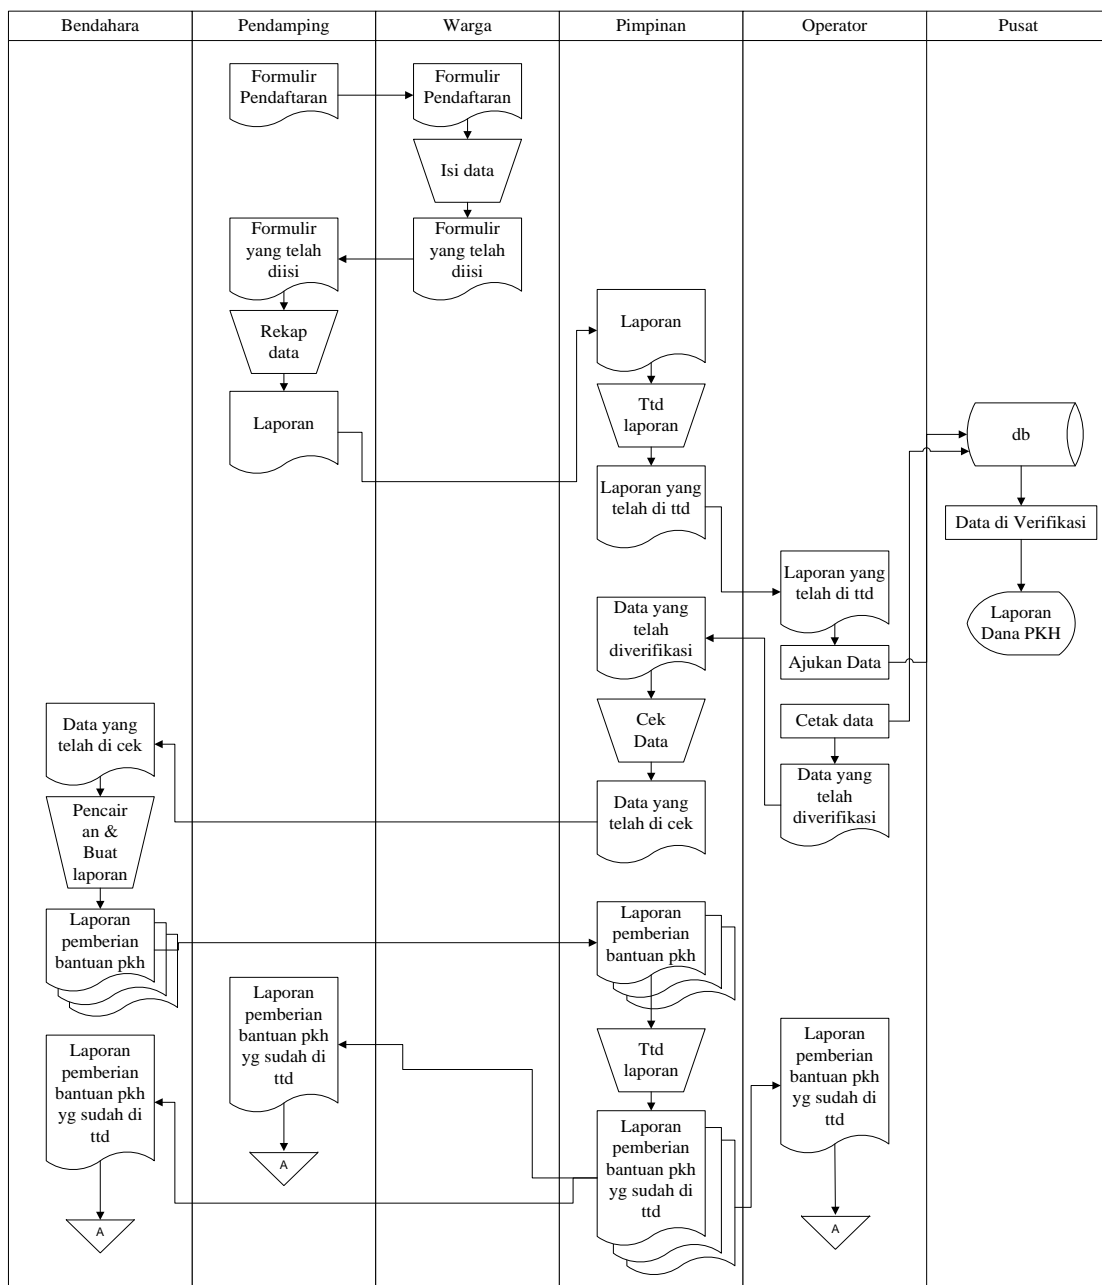 Bendahara
Pendamping
Warga
Pimpinan
Operator
Pusat
Formulir
Pendaftaran
Formulir
Pendaftaran
Isi data
Formulir
yang telah
diisi
Formulir
yang telah
diisi
Rekap
data
Laporan
Laporan
Ttd
laporan
Laporan yang
telah di ttd
db
Data di Verifikasi
Laporan
Dana PKH
Laporan yang
telah di ttd
Ajukan Data
Cetak data
Data yang
telah
diverifikasi
Data yang
telah
diverifikasi
Cek
Data
Data yang
telah di cek
Data yang
telah di cek
Pencair
an &
Buat
laporan
Laporan
pemberian
bantuan pkh
Laporan
pemberian
bantuan pkh
Ttd
laporan
Laporan
pemberian
bantuan pkh
yg sudah di
ttd
Laporan
pemberian
bantuan pkh
yg sudah di
ttd
A
Laporan
pemberian
bantuan pkh
yg sudah di
ttd
A
Laporan
pemberian
bantuan pkh
yg sudah di
ttd
A